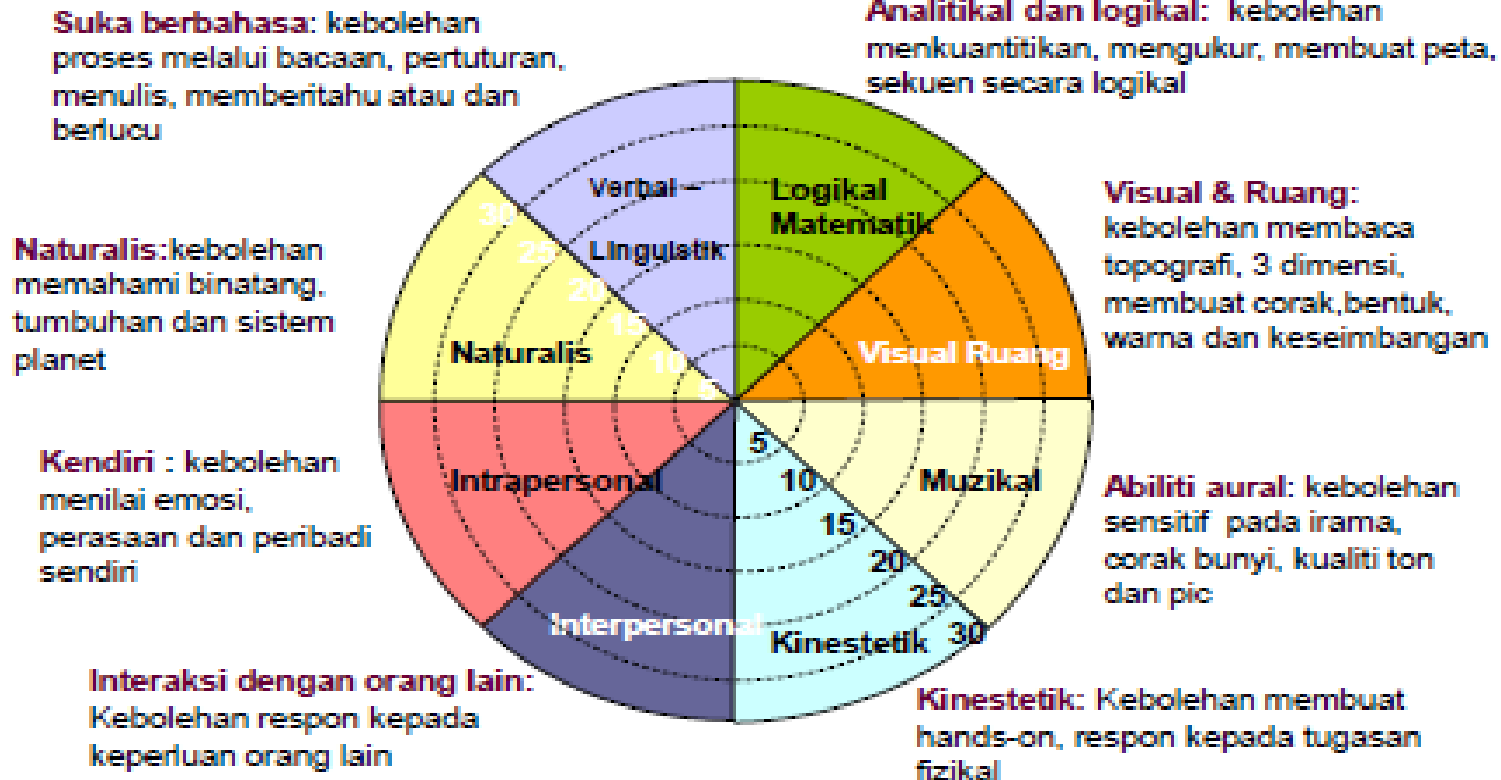 Suka berbahasa: kebolehan
proses melalui bacaan, pertuturan,
menulis, memberitahu atau dan
berlucu
Analitikal dan logikal: kebolehan
menkuantitikan, mengukur, membuat peta,
sekuen secara logikal
Visual & Ruang:
kebolehan membaca
topografi, 3 dimensi,
membuat corak,bentuk,
warna dan keseimbangan
Naturalis:kebolehan
memahami binatang,
tumbuhan dan sistem
planet
Verbal –
Linguistik
Logikal
Matematik
Visual Ruang
Naturalis
30
25
20
15
10
5
Intrapersonal
Interpersonal
Kinestetik
Muzikal
5
10
15
20
25
30
Kendiri : kebolehan
menilai emosi,
perasaan dan peribadi
sendiri
Abiliti aural: kebolehan
sensitif pada irama,
corak bunyi, kualiti ton
dan pic
Interaksi dengan orang lain:
Kebolehan respon kepada
keperluan orang lain
Kinestetik: Kebolehan membuat
hands-on, respon kepada tugasan
fizikal